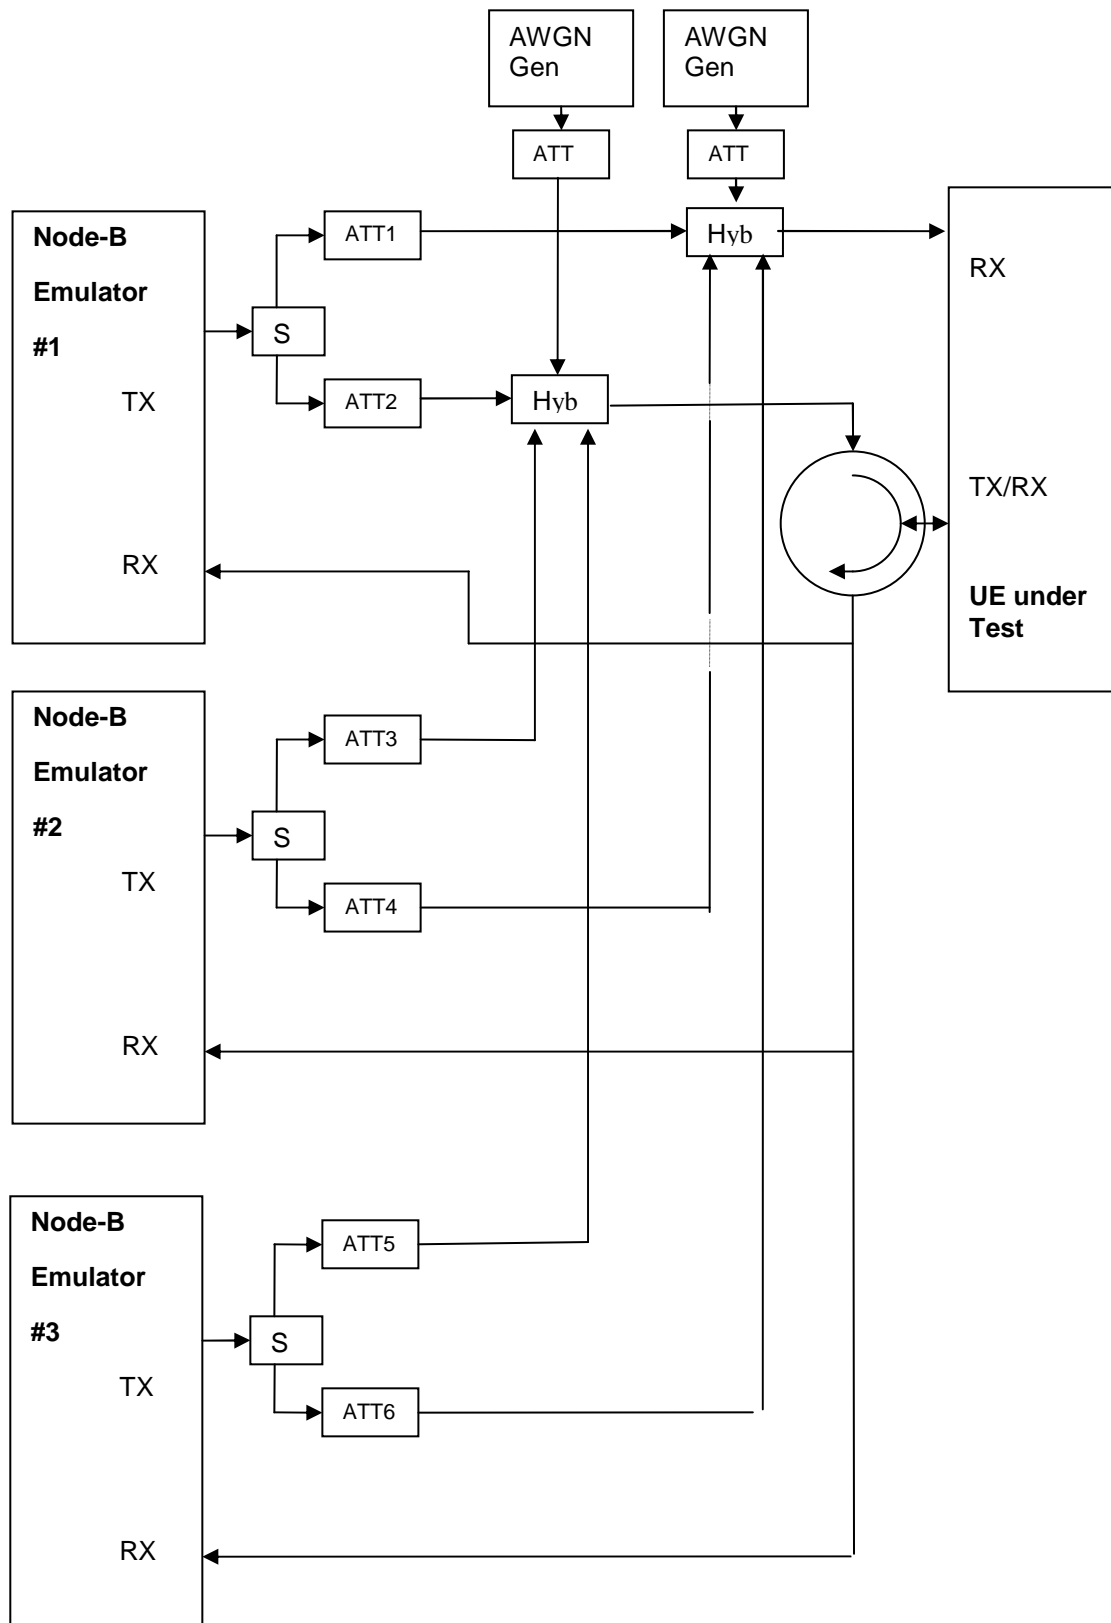 AWGN
Gen
AWGN
Gen
ATT
ATT
Node-B
Emulator
#1
TX
RX
S
ATT1
ATT2
Hyb
Hyb
RX
TX/RX
UE under
Test
Node-B
Emulator
#2
TX
RX
S
ATT3
ATT4
Node-B
Emulator
#3
TX
RX
S
ATT5
ATT6